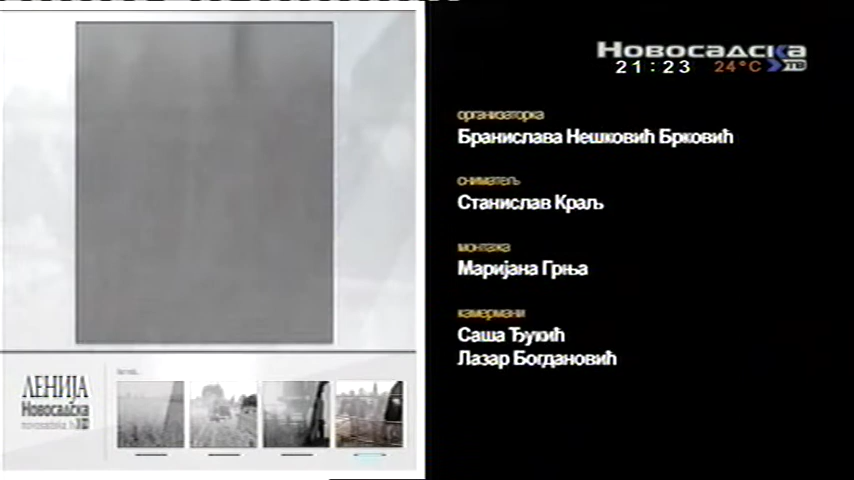 Новосадска
ТВ
21:23 24°C
организаторка
Бранислава Нешковић Брковић
сниматељ
Станислав Краљ
монтажа
Маријана Грња
камермани
Саша Ђукић
Лазар Богдановић
ЛЕНИЈА
Новосадска